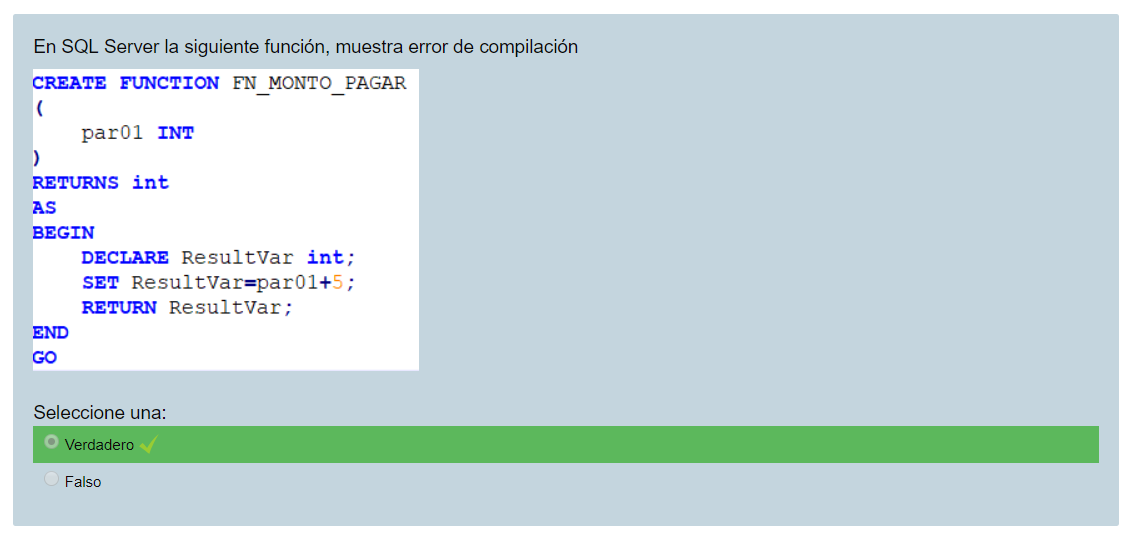 En SQL Server la siguiente función, muestra error de compilación
CREATE FUNCTION FN_MONTO_PAGAR
(
    par01 INT
)
RETURNS int
AS
BEGIN
    DECLARE ResultVar int;
    SET ResultVar=par01+5;
    RETURN ResultVar;
END
GO
Seleccione una:
Verdadero
Falso